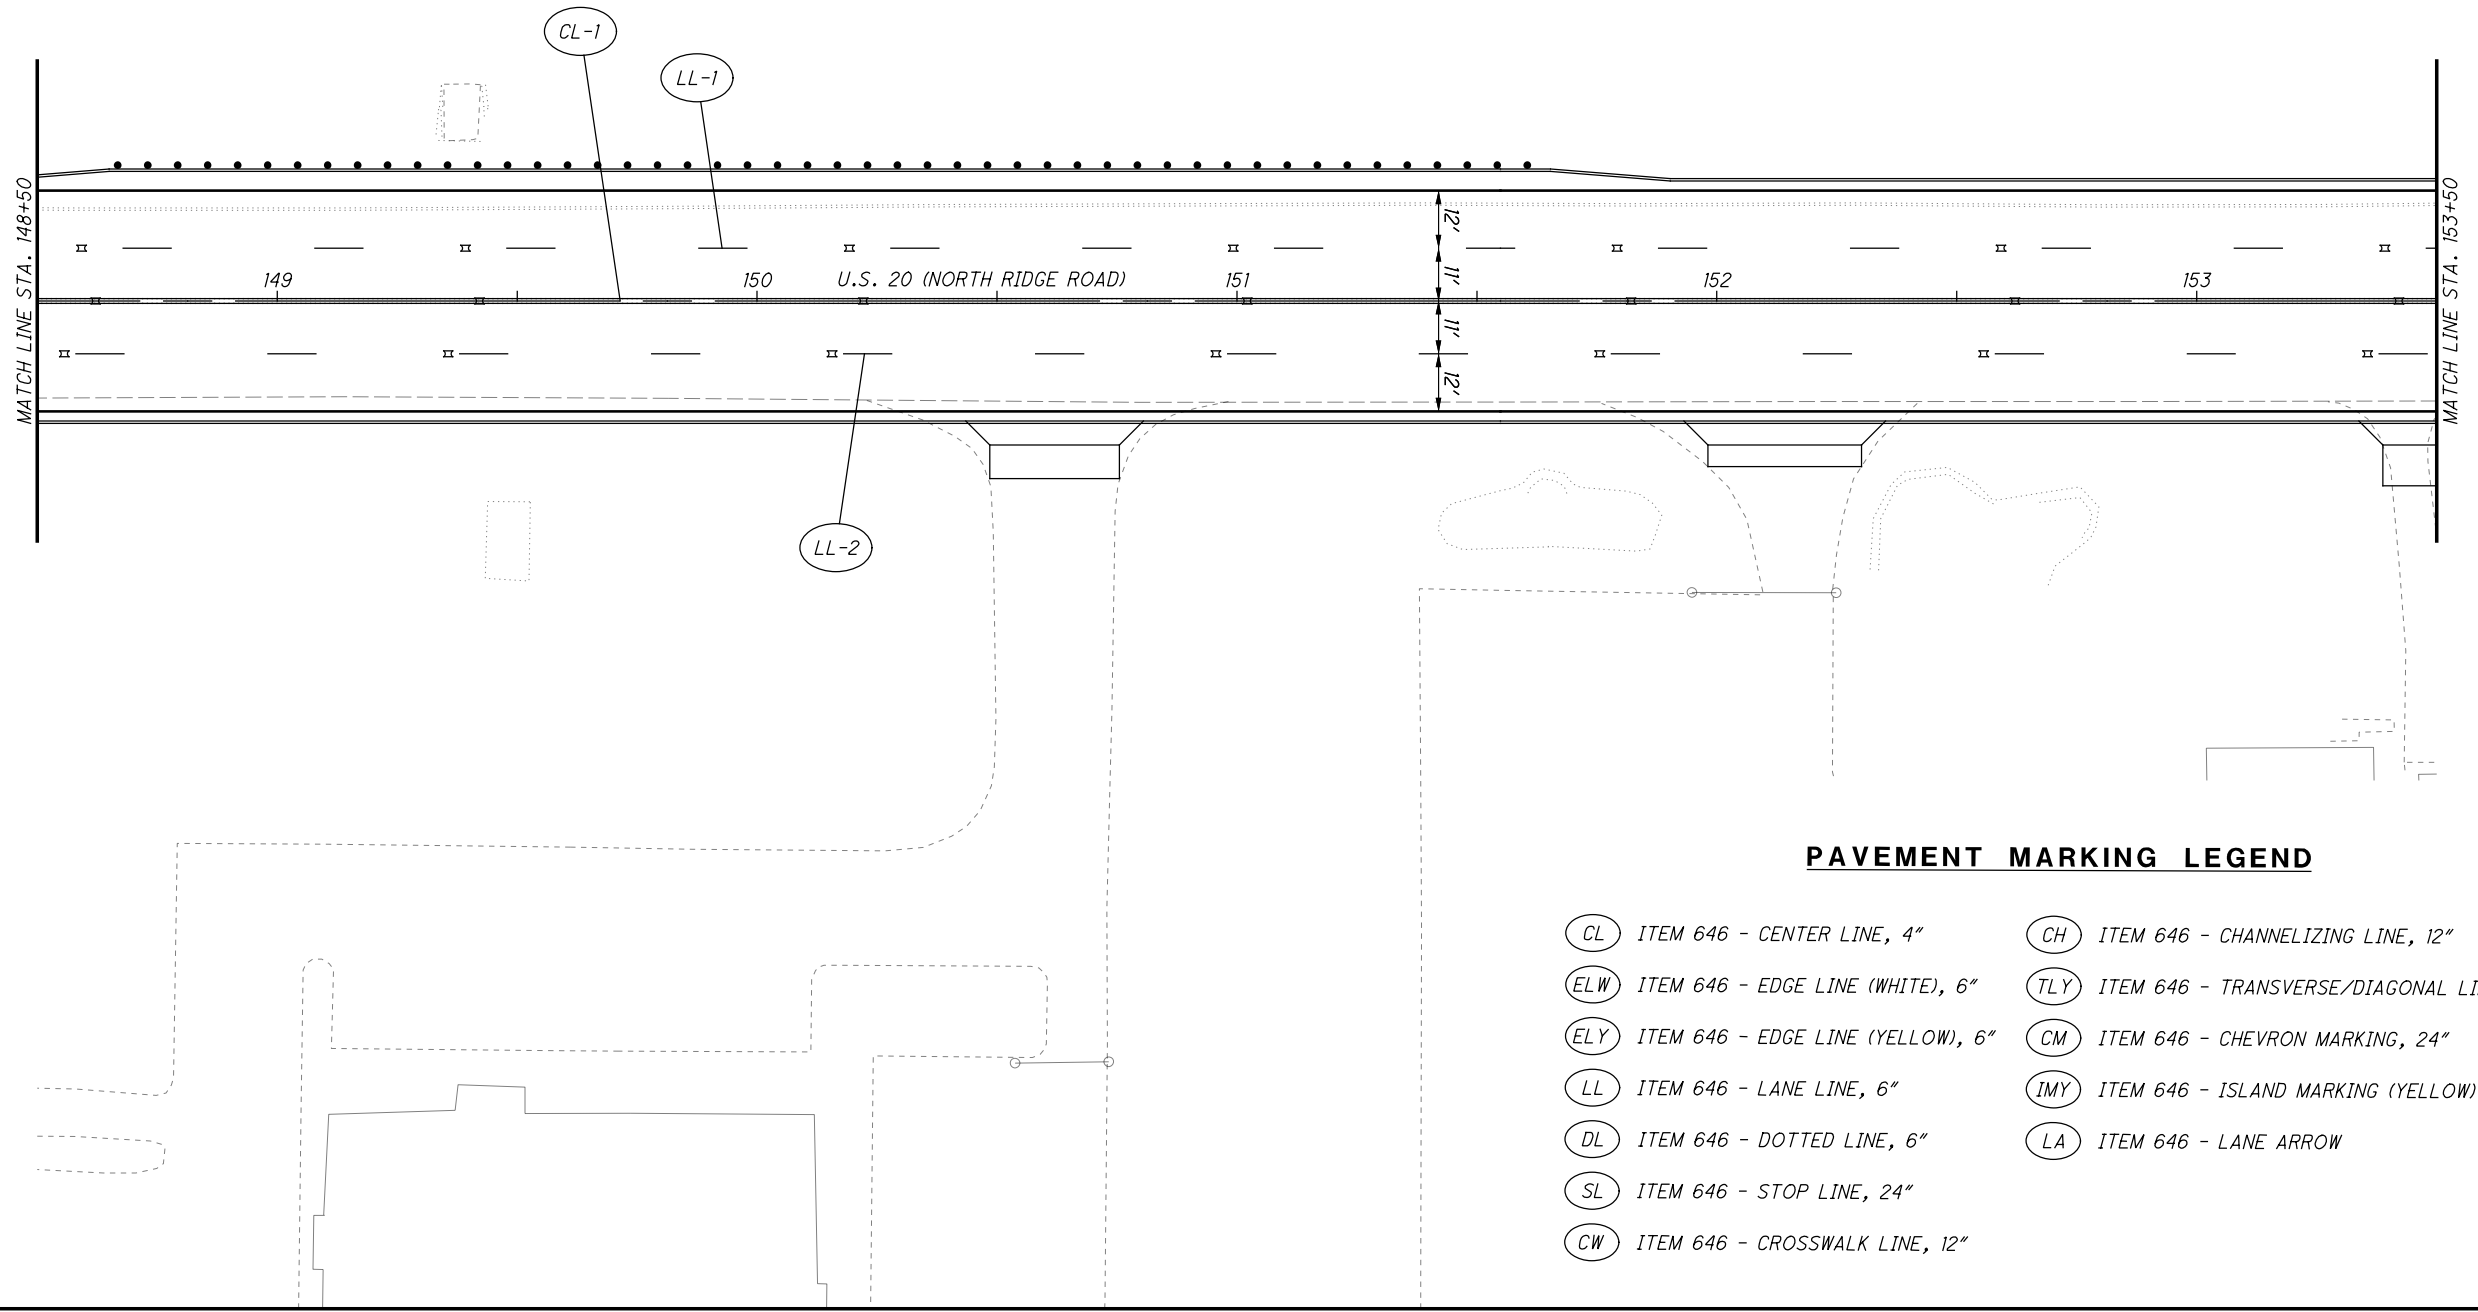 CL-1
LL-1
MATCH LINE STA. 148+50
MATCH LINE STA. 153+50
12'
149
150
U.S. 20 (NORTH RIDGE ROAD)
151
11'
152
153
11'
12'
LL-2
PAVEMENT MARKING LEGEND
CL ITEM 646 - CENTER LINE, 4"
ELW ITEM 646 - EDGE LINE (WHITE), 6"
ELY ITEM 646 - EDGE LINE (YELLOW), 6"
LL ITEM 646 - LANE LINE, 6"
DL ITEM 646 - DOTTED LINE, 6"
SL ITEM 646 - STOP LINE, 24"
CW ITEM 646 - CROSSWALK LINE, 12"
CH ITEM 646 - CHANNELIZING LINE, 12"
TLY ITEM 646 - TRANSVERSE/DIAGONAL
CM ITEM 646 - CHEVRON MARKING, 24"
IMY ITEM 646 - ISLAND MARKING (YELLOW)
LA ITEM 646 - LANE ARROW